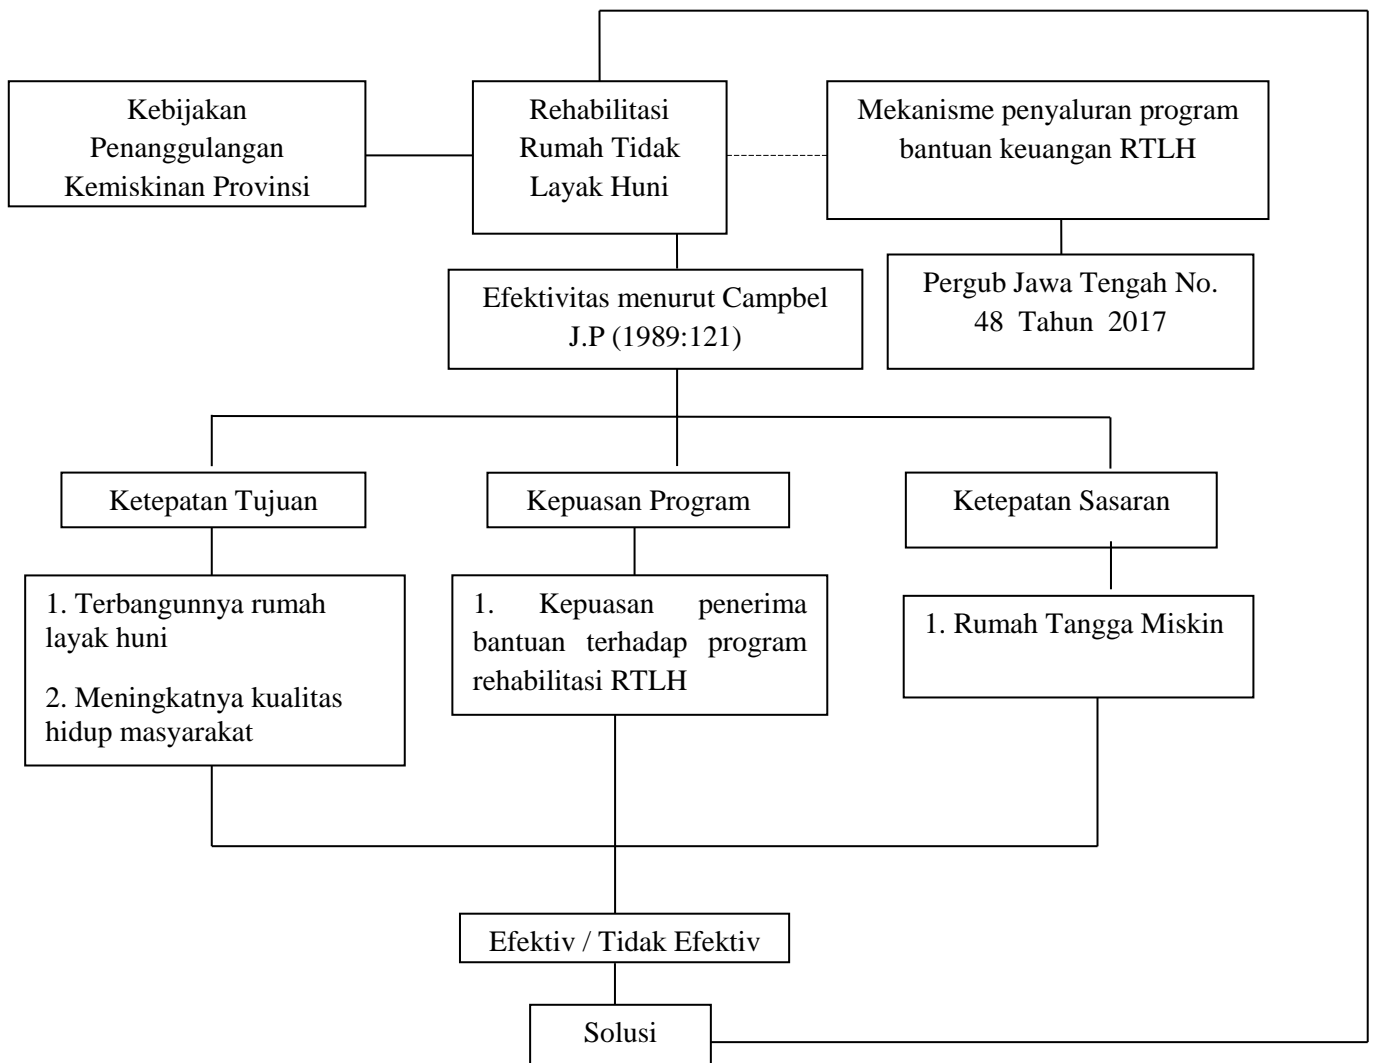 Kebijakan
Penanggulangan
Kemiskinan Provinsi
Rehabilitasi
Rumah Tidak
Layak Huni
Mekanisme penyaluran program
bantuan keuangan RTLH
Pergub Jawa Tengah No.
48 Tahun 2017
Efektivitas menurut Campbel
J.P (1989:121)
Ketepatan Tujuan
Kepuasan Program
Ketepatan Sasaran
1. Terbangunnya rumah
layak huni
2. Meningkatnya kualitas
hidup masyarakat
1. Kepuasan penerima
bantuan terhadap program
rehabilitasi RTLH
1. Rumah Tangga Miskin
Efektiv / Tidak Efektiv
Solusi